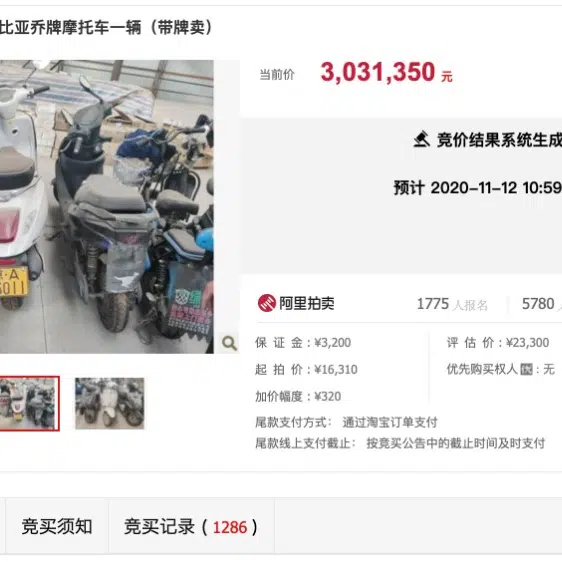 比亚乔牌摩托车一辆（带牌卖）
当前价 3,031,350 元
竞价结果系统生成
预计 2020-11-12 10:59
A
阿里拍卖
1775 人报名
5780
保 证 金：¥3,200
评 估 价：¥23,300
起 拍 价：¥16,310
优先购买权人：无
加价幅度：¥320
尾款支付方式： 通过淘宝订单支付
尾款线上支付截止： 按竞买公告中的截止时间及时支付
竞买须知
竞买记录 ( 1286 )